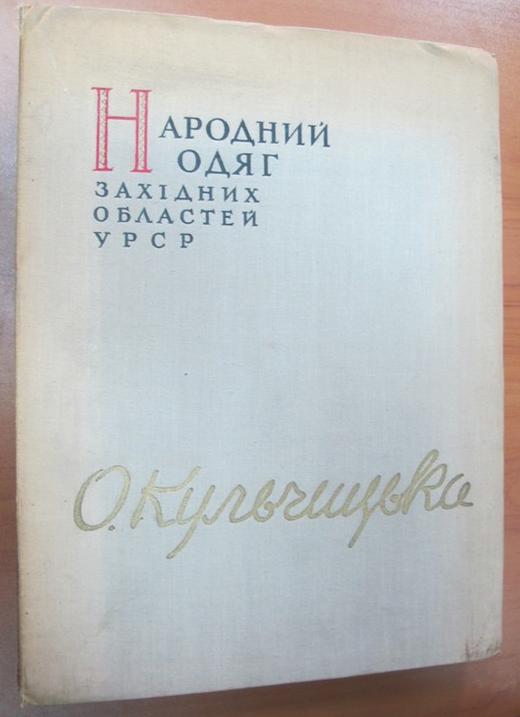 НАРОДНИЙ
ОДЯГ
ЗАХІДНИХ
ОБЛАСТЕЙ
УРСР
О. Кульчицька